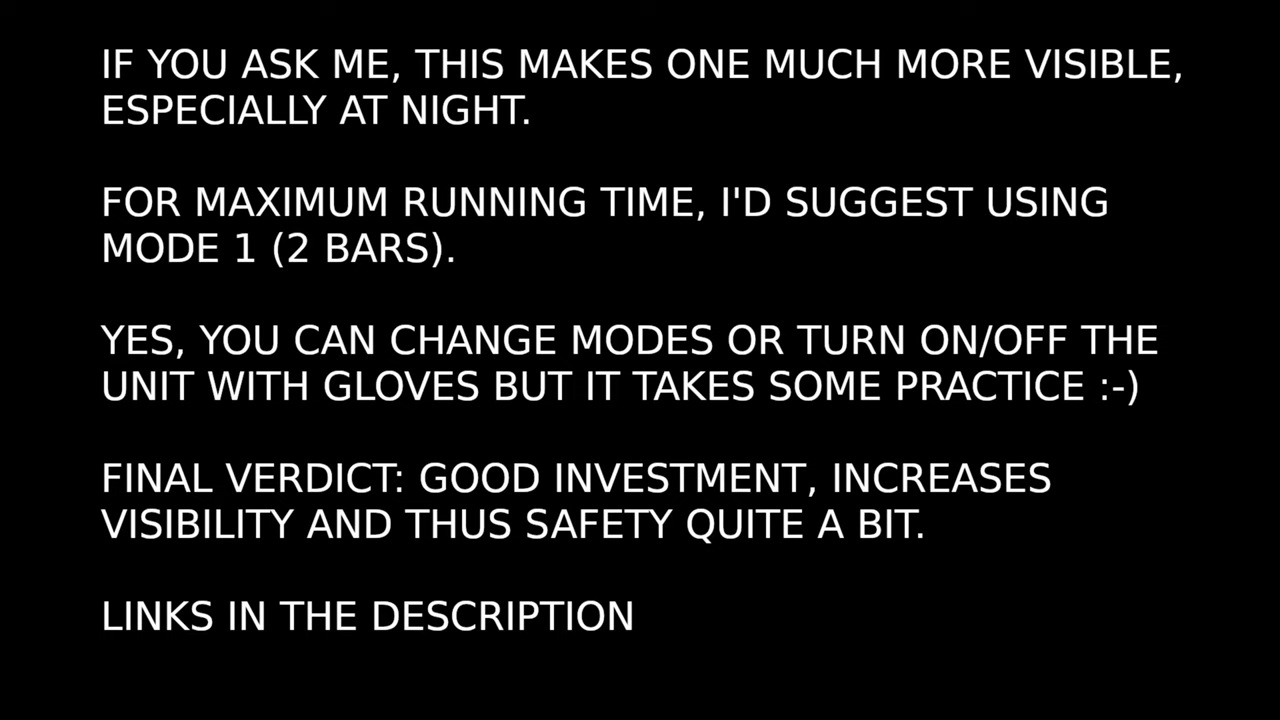 IF YOU ASK ME, THIS MAKES ONE MUCH MORE VISIBLE,
ESPECIALLY AT NIGHT.
FOR MAXIMUM RUNNING TIME, I'D SUGGEST USING
MODE 1 (2 BARS).
YES, YOU CAN CHANGE MODES OR TURN ON/OFF THE
UNIT WITH GLOVES BUT IT TAKES SOME PRACTICE :-)
FINAL VERDICT: GOOD INVESTMENT, INCREASES
VISIBILITY AND THUS SAFETY QUITE A BIT.
LINKS IN THE DESCRIPTION